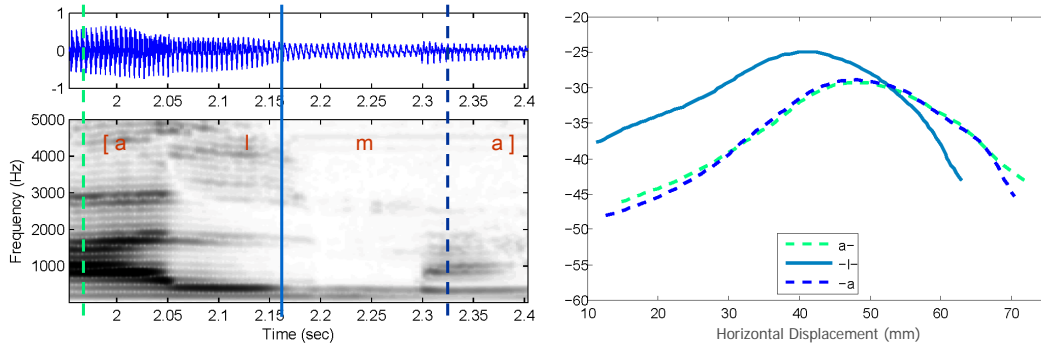 1
0
-1
2 2.05 2.1 2.15 2.2 2.25 2.3 2.35 2.4
5000
4000
3000
2000
1000
Frequency (Hz)
[ a l m a ]
2 2.05 2.1 2.15 2.2 2.25 2.3 2.35 2.4
Time (sec)
−20
−15
−20
−25
−30
−35
−40
−45
−50
−55
−60
a−
−l−
−a
10 20 30 40 50 60 70
Horizontal Displacement (mm)